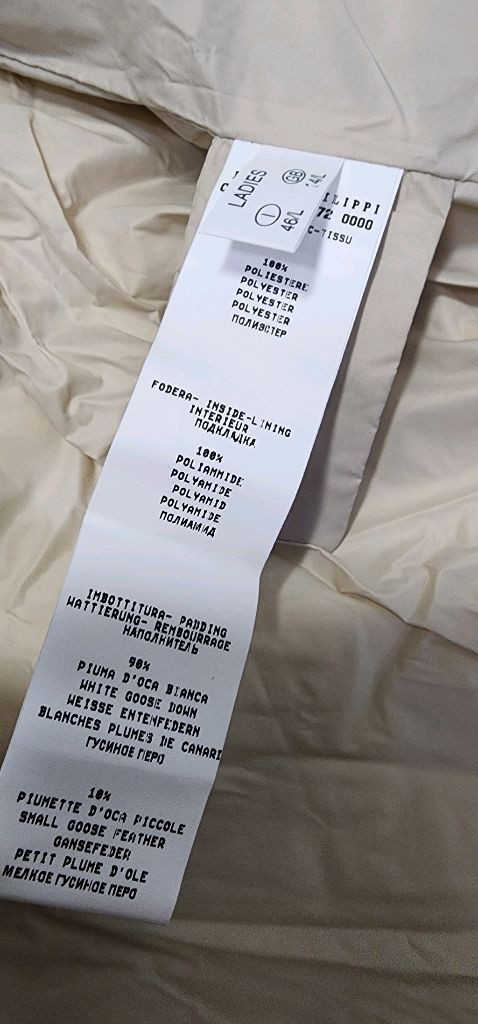 LADIES
GB 14/L
I 46/L
ILIPPI
72 0000
C-TISSU
100%
POLIESTERE
POLYESTER
POLYESTER
POLYESTER
ПОЛИЭСТЕР
FODERA- INSIDE-LINING
INTERIEUR
ПОДКЛАДКА
100%
POLIAMMIDE
POLYAMIDE
POLYAMID
POLYAMIDE
ПОЛИАМИД
IMBOTTITURA- PADDING
WATTIERUNG- REMBOURRAGE
НАПОЛНИТЕЛЬ
90%
PIUMA D'OCA BIANCA
WHITE GOOSE DOWN
WEISSE ENTENFEDERN
BLANCHES PLUMES DE CANARD
ГУСИНОЕ ПЕРО
10%
PIUMETTE D'OCA PICCOLE
SMALL GOOSE FEATHER
GANSEFEDER
PETIT PLUME D'OLE
МЕЛКОЕ ГУСИНОЕ ПЕРО